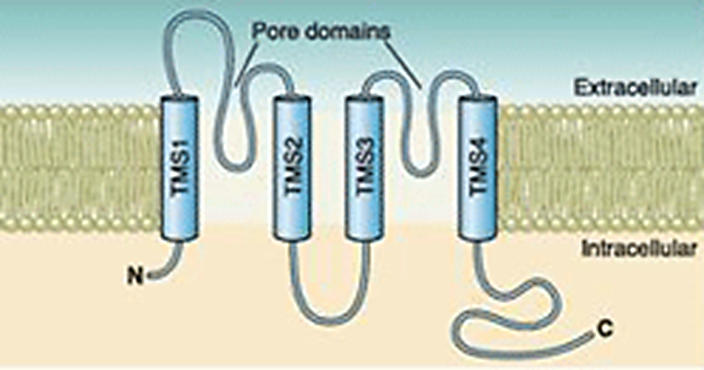 Pore domains
Extracellular
TMS1
TMS2
TMS3
TMS4
Intracellular
N
C